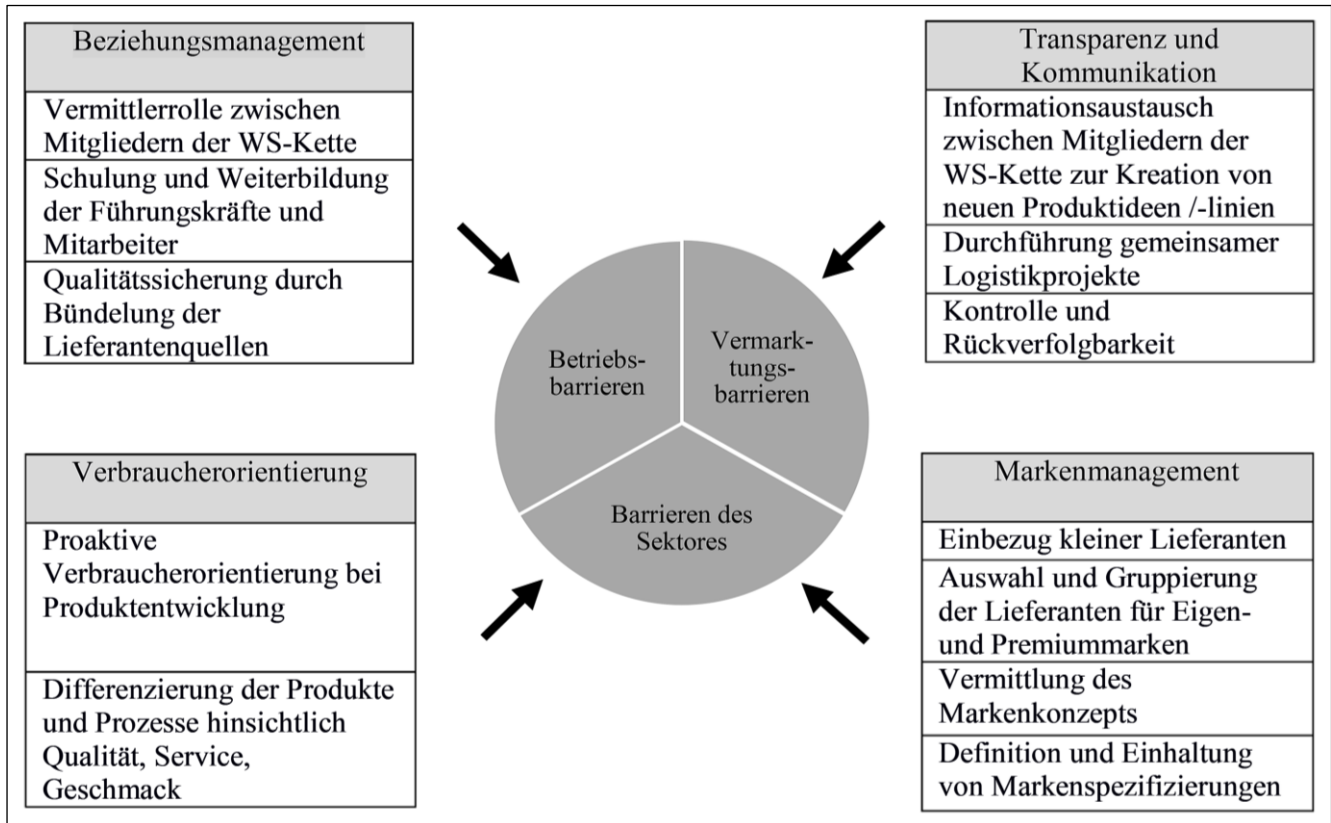 Beziehungsmanagement
Vermittlerrolle zwischen
Mitgliedern der WS-Kette
Schulung und Weiterbildung
der Führungskräfte und
Mitarbeiter
Qualitätssicherung durch
Bündelung der
Lieferantenquellen
Transparenz und
Kommunikation
Informationsaustausch
zwischen Mitgliedern der
WS-Kette zur Kreation von
neuen Produktideen /-linien
Durchführung gemeinsamer
Logistikprojekte
Kontrolle und
Rückverfolgbarkeit
Betriebs-
barrieren
Vermark-
tungs-
barrieren
Barrieren des
Sektores
Verbraucherorientierung
Proaktive
Verbraucherorientierung bei
Produktentwicklung
Differenzierung der Produkte
und Prozesse hinsichtlich
Qualität, Service,
Geschmack
Markenmanagement
Einbezug kleiner Lieferanten
Auswahl und Gruppierung
der Lieferanten für Eigen-
und Premiummarken
Vermittlung des
Markenkonzepts
Definition und Einhaltung
von Markenspezifizierungen